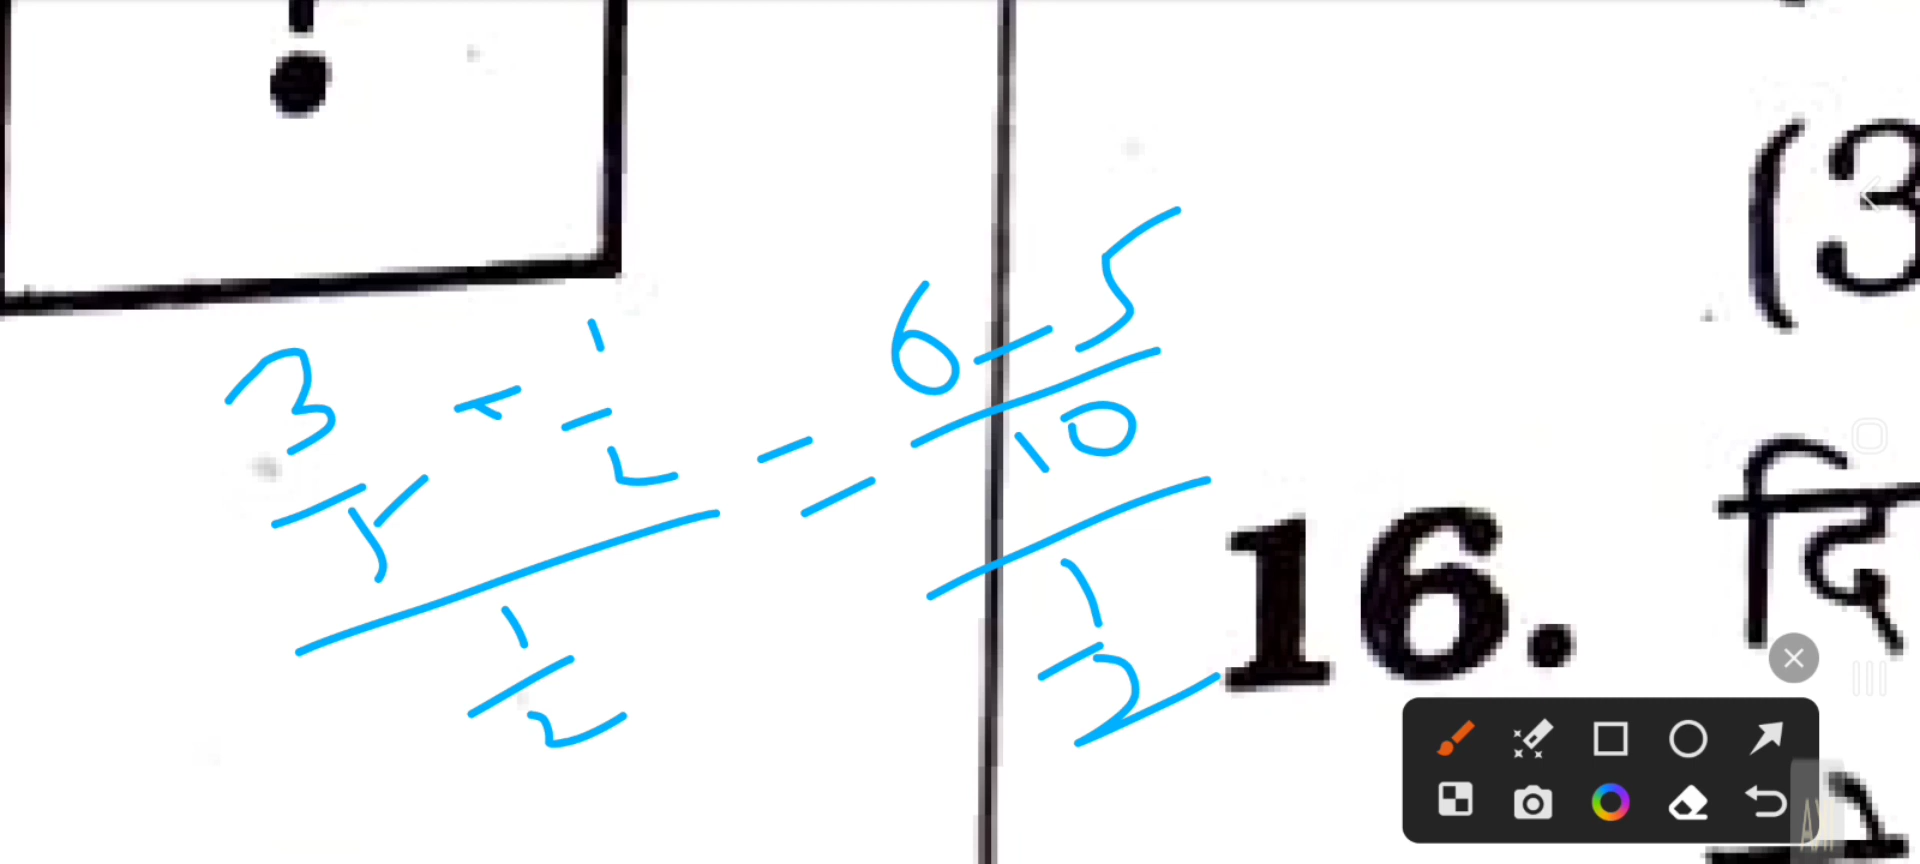 (3
3/5 - 1/2 / 1/2 = 6-5/10 / 1/2
16. दि